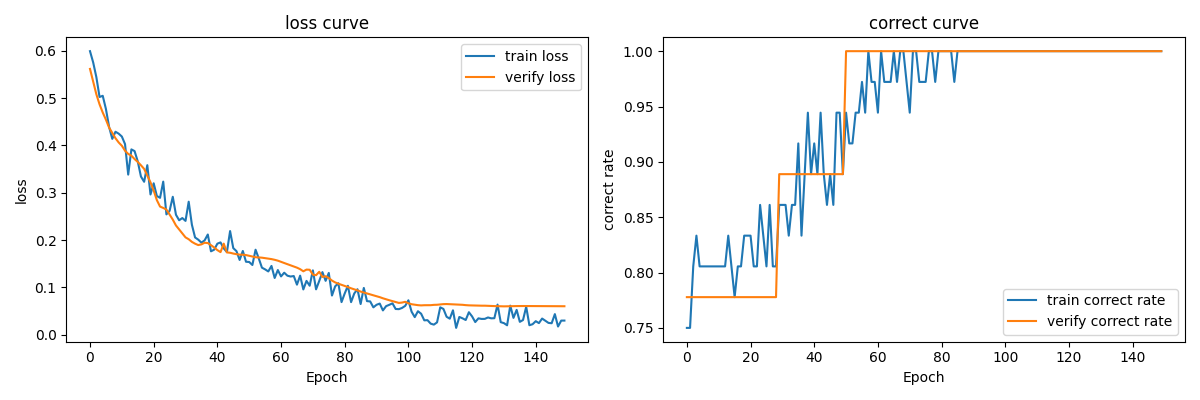 loss curve
0.6
0.5
0.4
0.3
0.2
0.1
0.0
loss
train loss
verify loss
0 20 40 60 80 100 120 140
Epoch
correct curve
1.00
0.95
0.90
0.85
0.80
0.75
correct rate
train correct rate
verify correct rate
0 20 40 60 80 100 120 140
Epoch